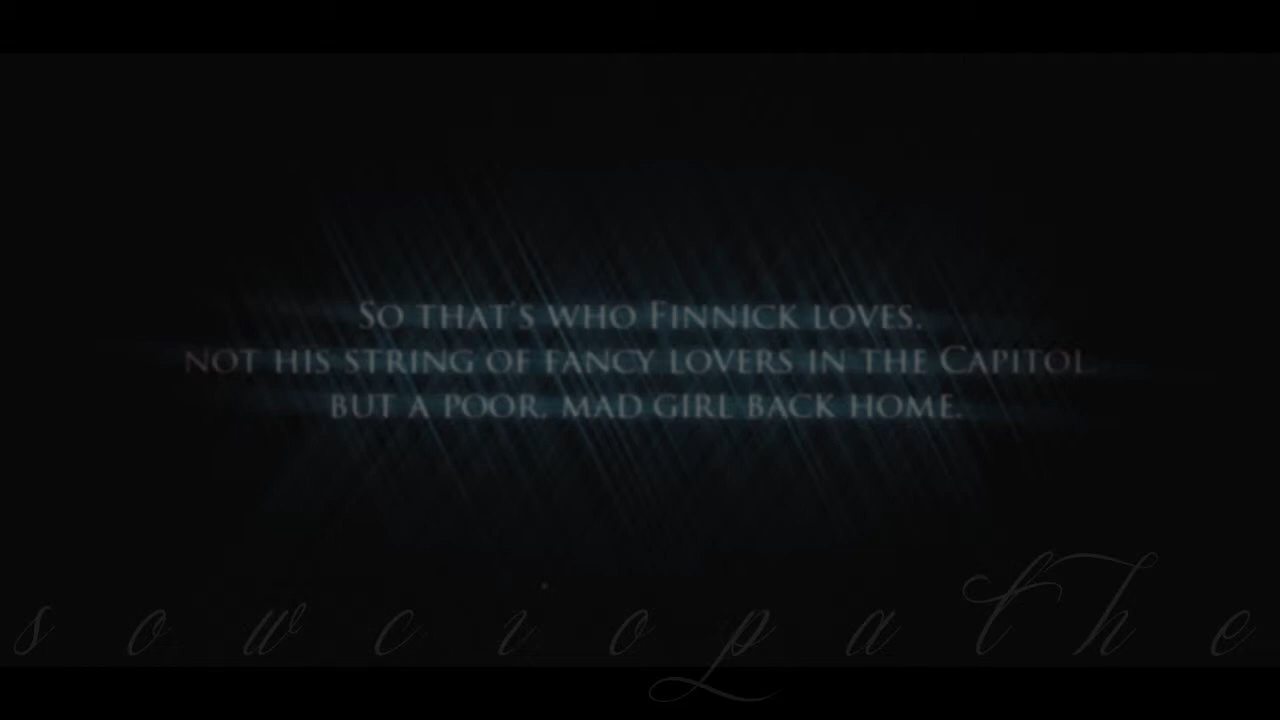 So that's who Finnick loves.
not his string of fancy lovers in the Capitol.
but a poor, mad girl back home.
sowciopathe